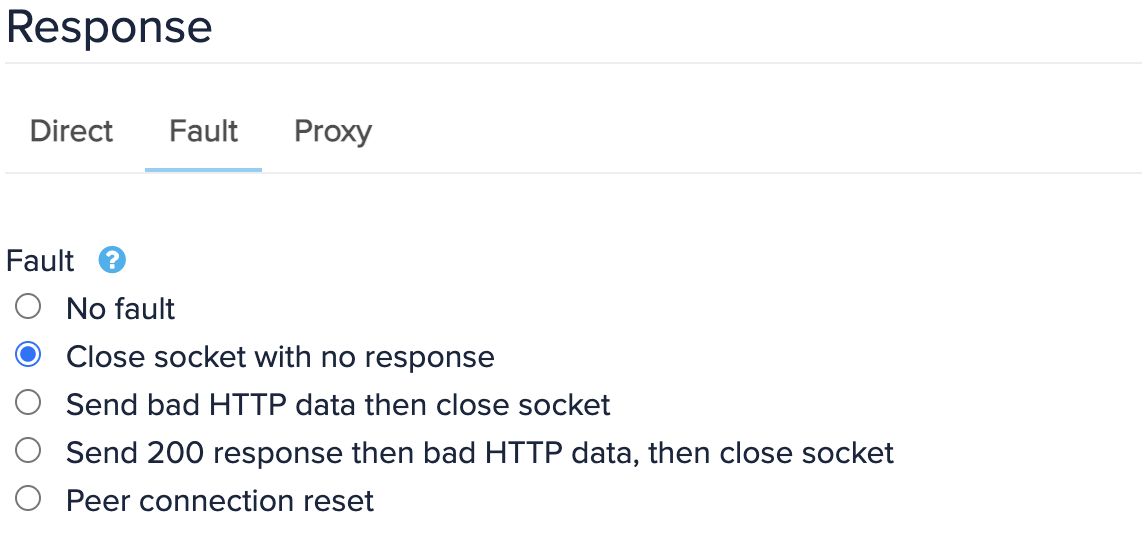 Response
Direct Fault Proxy
Fault ?
No fault
Close socket with no response
Send bad HTTP data then close socket
Send 200 response then bad HTTP data, then close socket
Peer connection reset